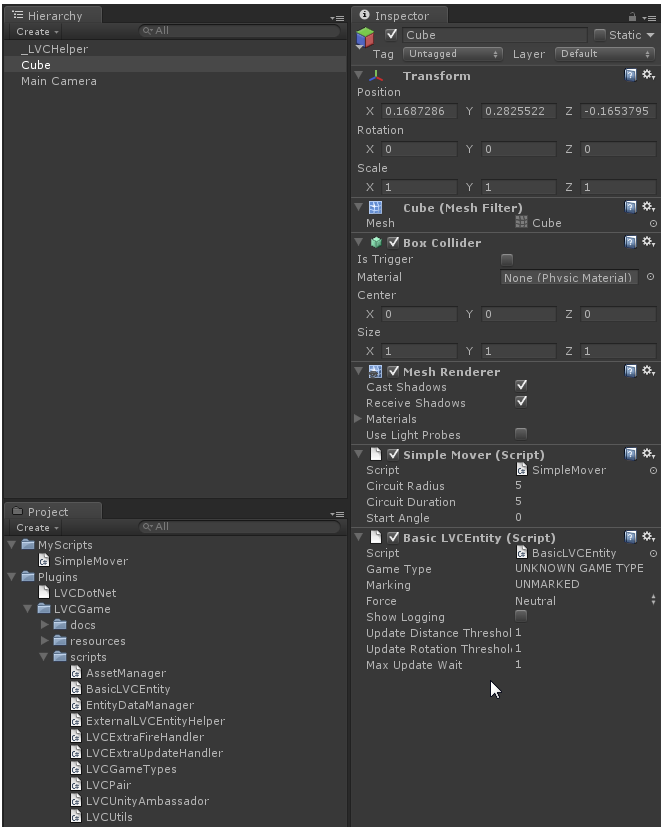 Hierarchy
Create
All
_LVCHelper
Cube
Main Camera
Project
Create
All
MyScripts
SimpleMover
Plugins
LVCDotNet
LVCGame
docs
resources
scripts
AssetManager
BasicLVCEntity
EntityDataManager
ExternalLVCEntityHelper
LVCExtraFireHandler
LVCExtraUpdateHandler
LVCGameTypes
LVCPair
LVCUnityAmbassador
LVCUtils
Inspector
Cube Static
Tag Untagged Layer Default
Transform
Position
X 0.1687286 Y 0.2825522 Z -0.1653795
Rotation
X 0 Y 0 Z 0
Scale
X 1 Y 1 Z 1
Cube (Mesh Filter)
Mesh Cube
Box Collider
Is Trigger
Material None (Physic Material)
Center
X 0 Y 0 Z 0
Size
X 1 Y 1 Z 1
Mesh Renderer
Cast Shadows
Receive Shadows
Materials
Use Light Probes
Simple Mover (Script)
Script SimpleMover
Circuit Radius 5
Circuit Duration 5
Start Angle 0
Basic LVCEntity (Script)
Script BasicLVCEntity
Game Type UNKNOWN GAME TYPE
Marking UNMARKED
Force Neutral
Show Logging
Update Distance Threshol 1
Update Rotation Threshol 1
Max Update Wait 1